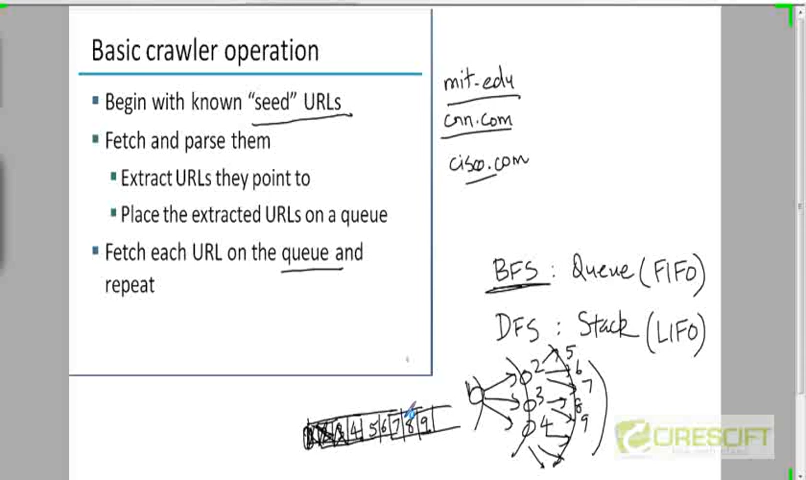 Basic crawler operation
Begin with known “seed” URLs
Fetch and parse them
Extract URLs they point to
Place the extracted URLs on a queue
Fetch each URL on the queue and
repeat
mit-edu
cnn.com
cisco.com
BFS : Queue (FIFO)
DFS : Stack (LIFO)
2 5
6
3 7
8
4 9
4 5 6 7 8 9